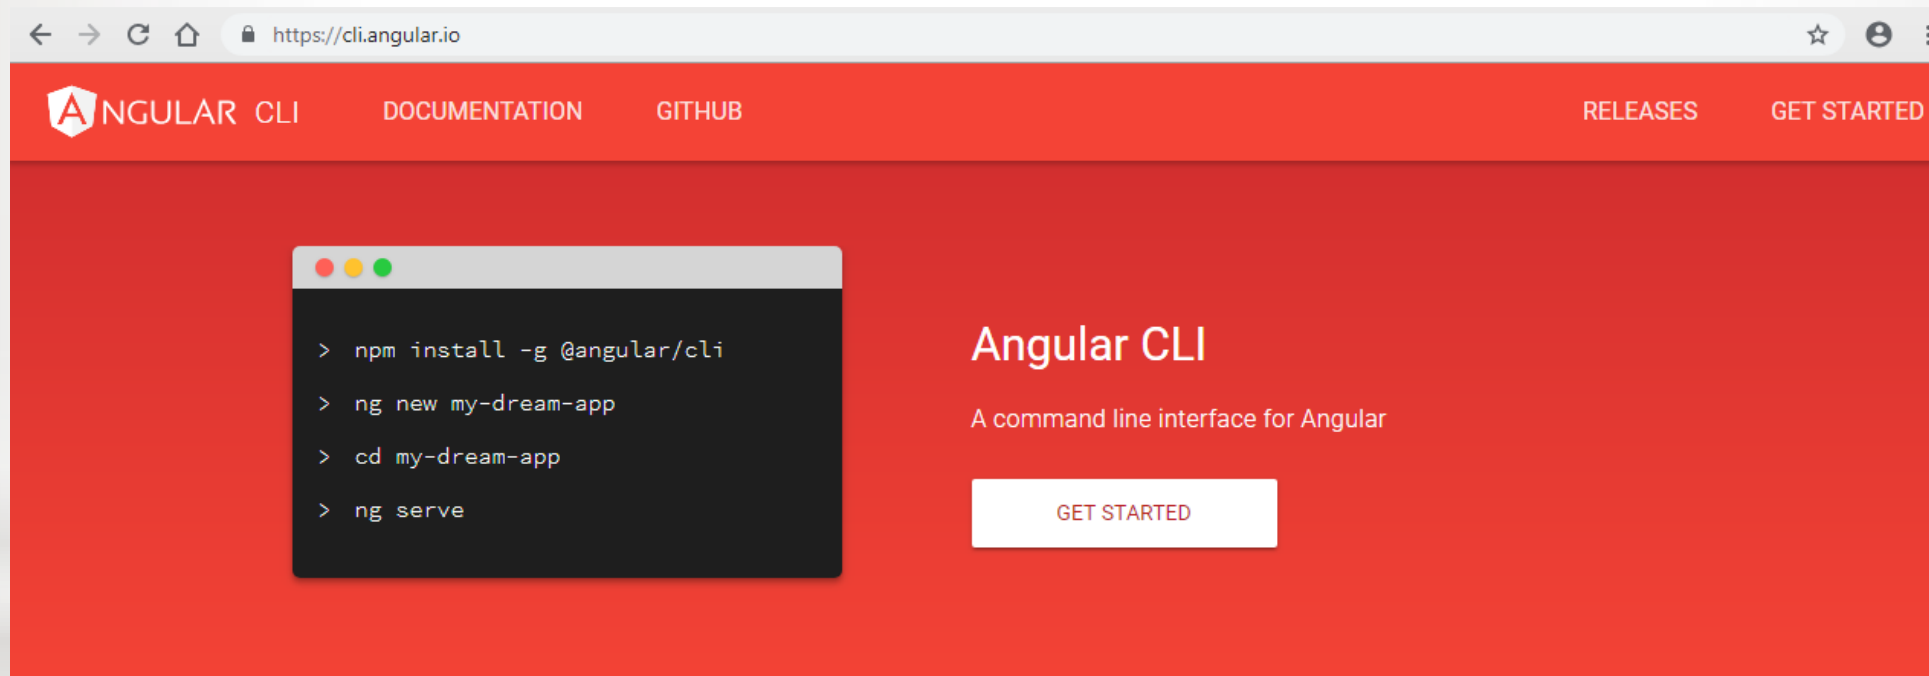 https://cli.angular.io
ANGULAR CLI DOCUMENTATION GITHUB RELEASES GET STARTED
> npm install -g @angular/cli
> ng new my-dream-app
> cd my-dream-app
> ng serve
Angular CLI
A command line interface for Angular
GET STARTED